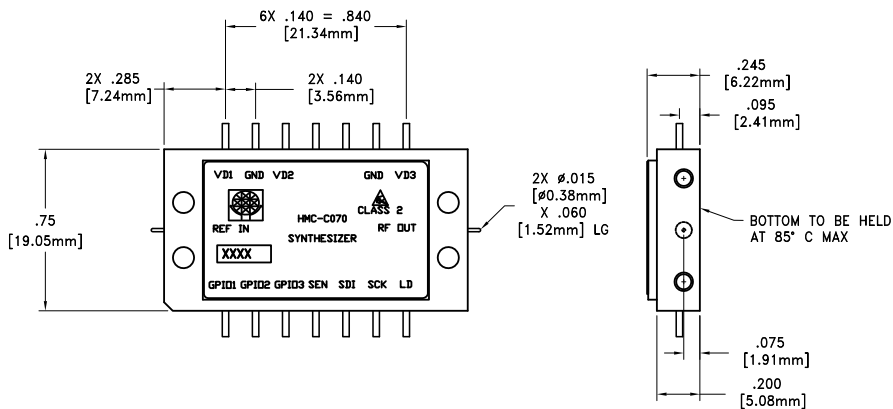 6X .140 = .840
[21.34mm]
2X .285
[7.24mm]
2X .140
[3.56mm]
.75
[19.05mm]
VD1 GND VD2 GND VD3
HMC-C070
CLASS 2
REF IN
RF OUT
SYNTHESIZER
XXXX
GPIO1 GPIO2 GPIO3 SEN SDI SCK LD
2X ø.015
[ø0.38mm]
X .060
[1.52mm] LG
.245
[6.22mm]
.095
[2.41mm]
BOTTOM TO BE HELD
AT 85° C MAX
.075
[1.91mm]
.200
[5.08mm]